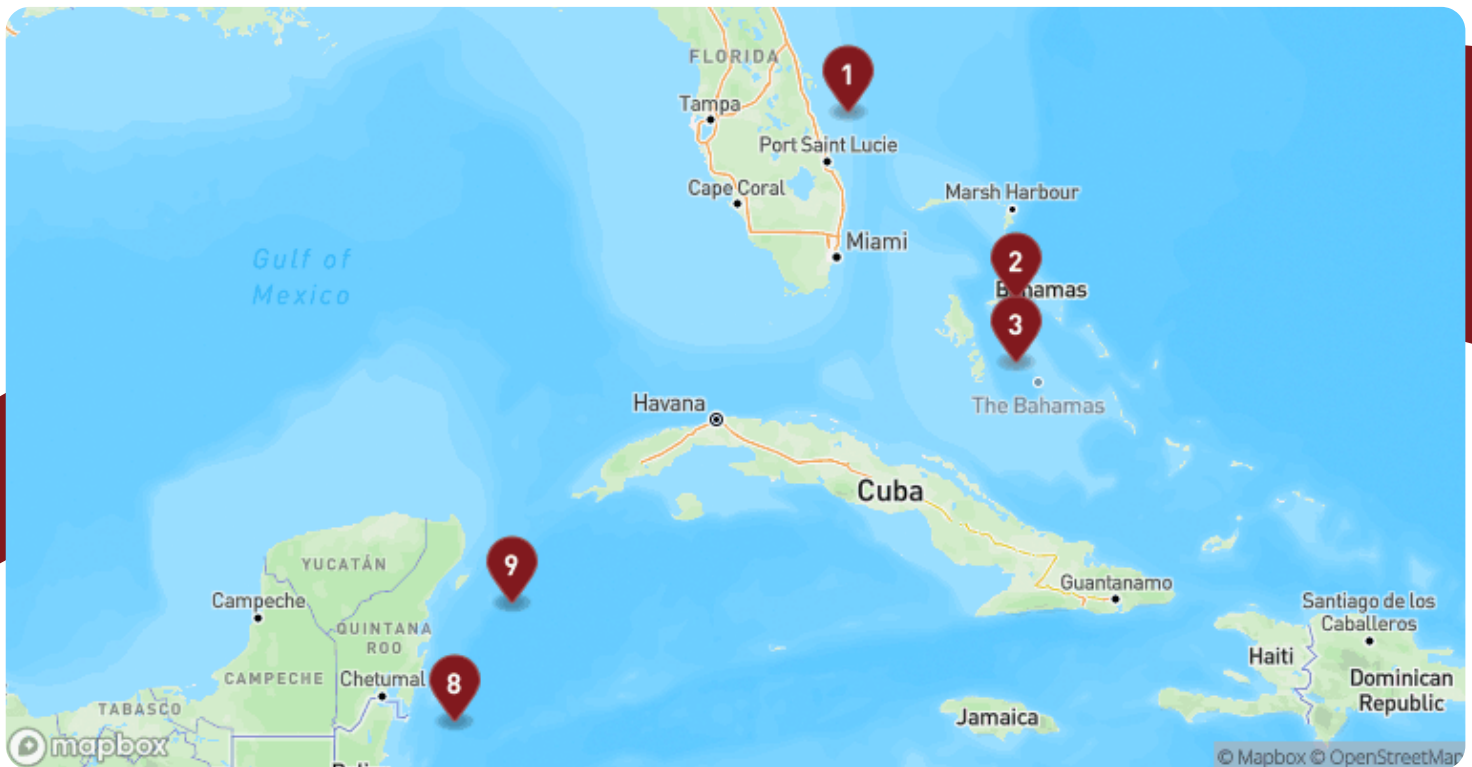 FLORIDA
1
Tampa
Port Saint Lucie
Cape Coral
Marsh Harbour
Miami
Gulf of
Mexico
2
Bahamas
3
Havana
The Bahamas
Cuba
9
YUCATÁN
Campeche
Guantanamo
Santiago de los
Caballeros
QUINTANA
ROO
Haiti
CAMPECHE
Chetumal
8
Dominican
Republic
TABASCO
Jamaica
mapbox
© Mapbox © OpenStreetMap